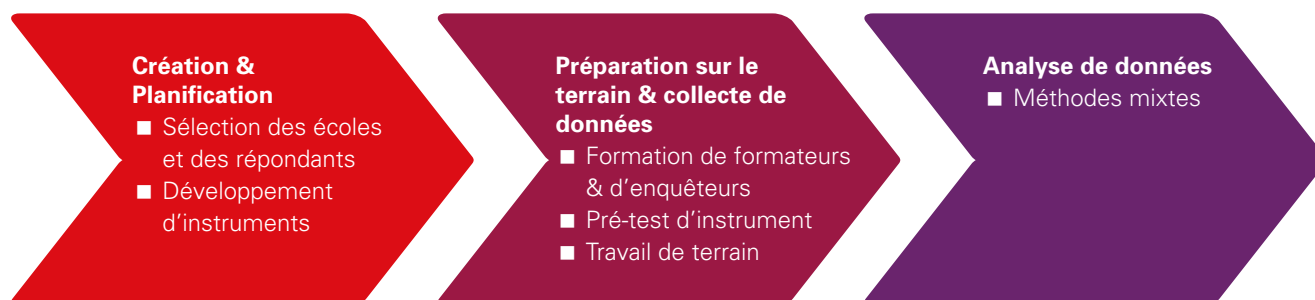 Création &
Planification
■ Sélection des écoles
et des répondants
■ Développement
d’instruments
Préparation sur le
terrain & collecte de
données
■ Formation de formateurs
& d’enquêteurs
■ Pré-test d’instrument
■ Travail de terrain
Analyse de données
■ Méthodes mixtes